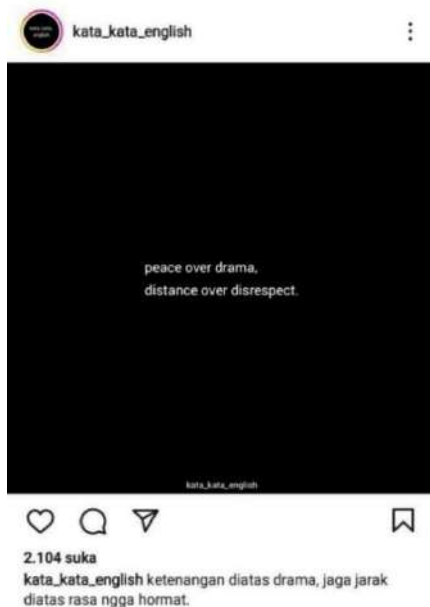 kata_kata_english
peace over drama,
distance over disrespect.
kata_kata_english
2.104 suka
kata_kata_english ketenangan diatas drama, jaga jarak
diatas rasa ngga hormat.